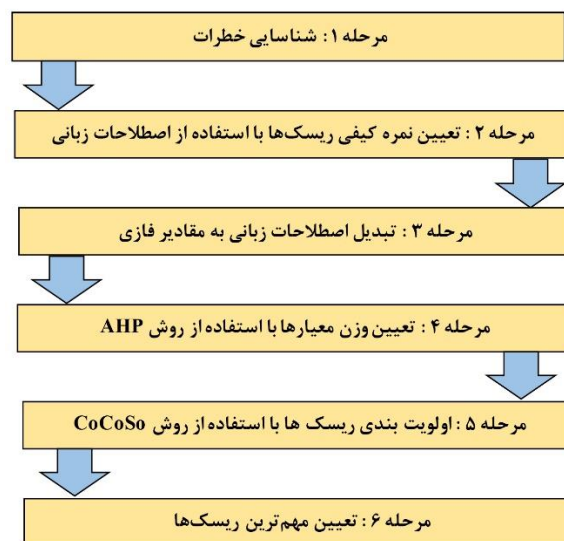 مرحله ۱ : شناسایی خطرات
مرحله ۲ : تعیین نمره کیفی ریسک‌ها با استفاده از اصطلاحات زبانی
مرحله ۳ : تبدیل اصطلاحات زبانی به مقادیر فازی
مرحله ۴ : تعیین وزن معیارها با استفاده از روش AHP
مرحله ۵ : اولویت بندی ریسک ها با استفاده از روش CoCoSo
مرحله ۶ : تعیین مهم‌ترین ریسک‌ها